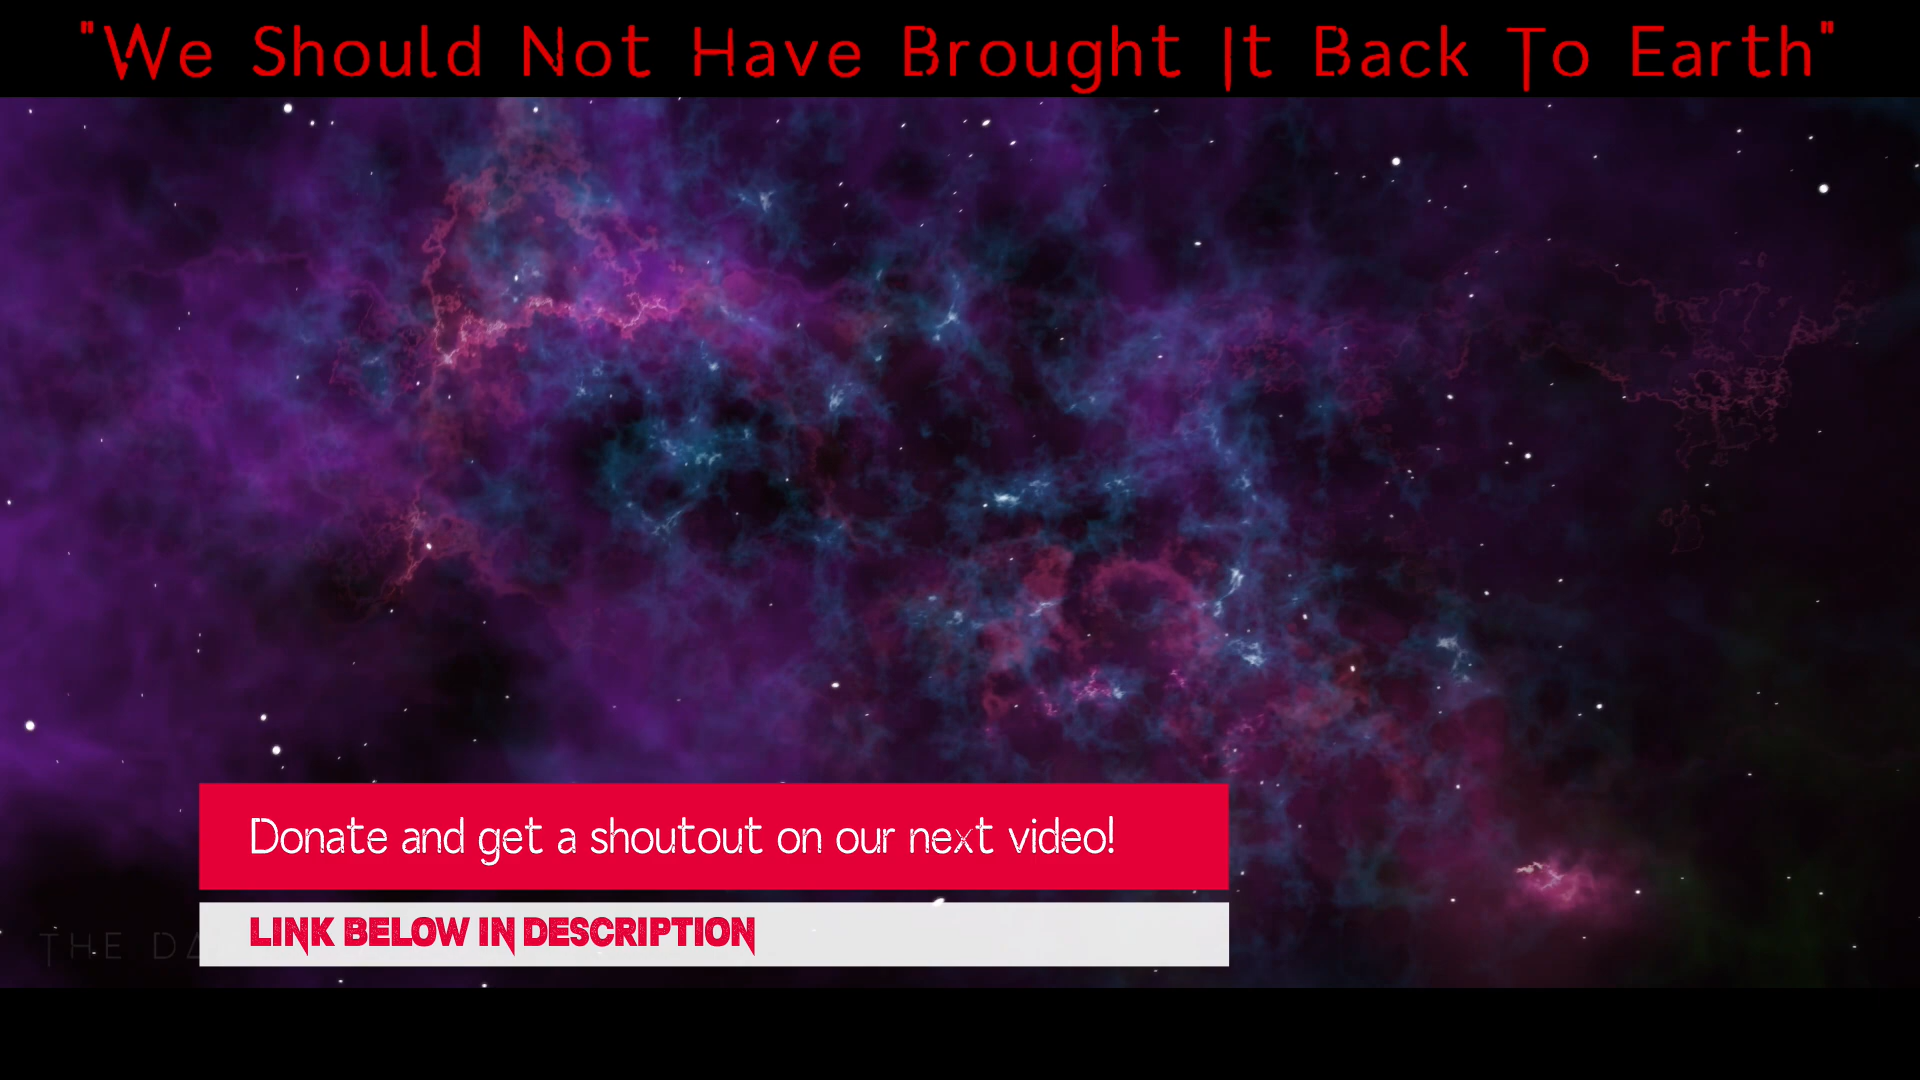 "We Should Not Have Brought It Back To Earth"
Donate and get a shoutout on our next video!
LINK BELOW IN DESCRIPTION
THE